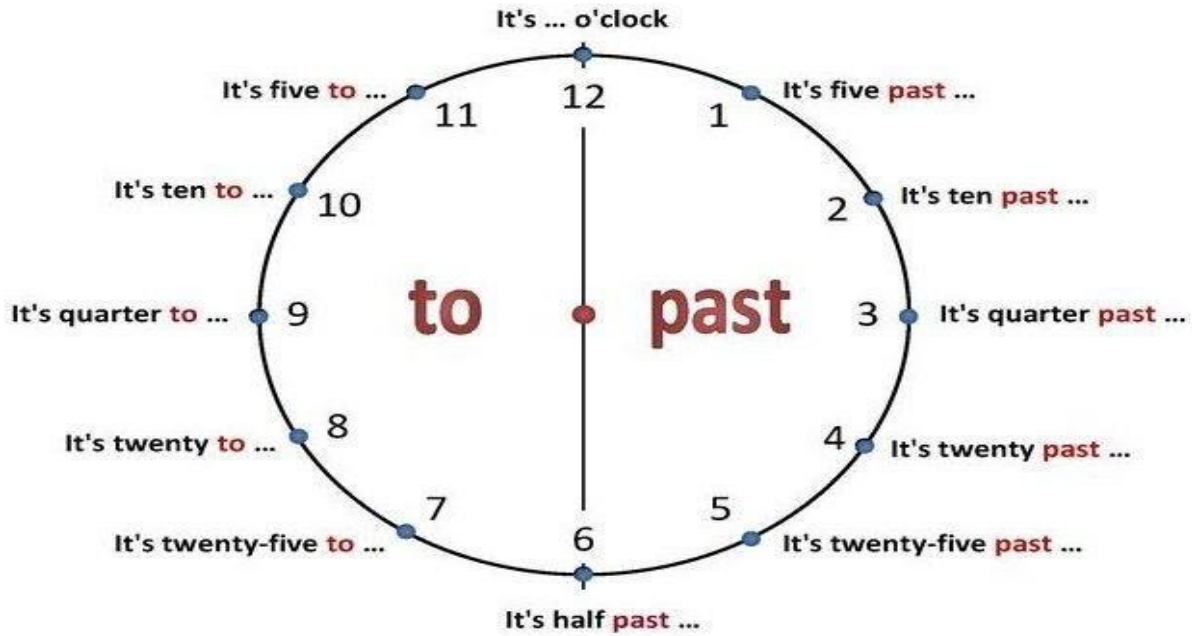 It's ... o'clock
It's five to ...
It's five past ...
11
12
1
It's ten to ...
It's ten past ...
10
2
to
past
It's quarter to ...
9
3
It's quarter past ...
8
4
It's twenty to ...
It's twenty past ...
7
5
6
It's twenty-five to ...
It's twenty-five past ...
It's half past ...